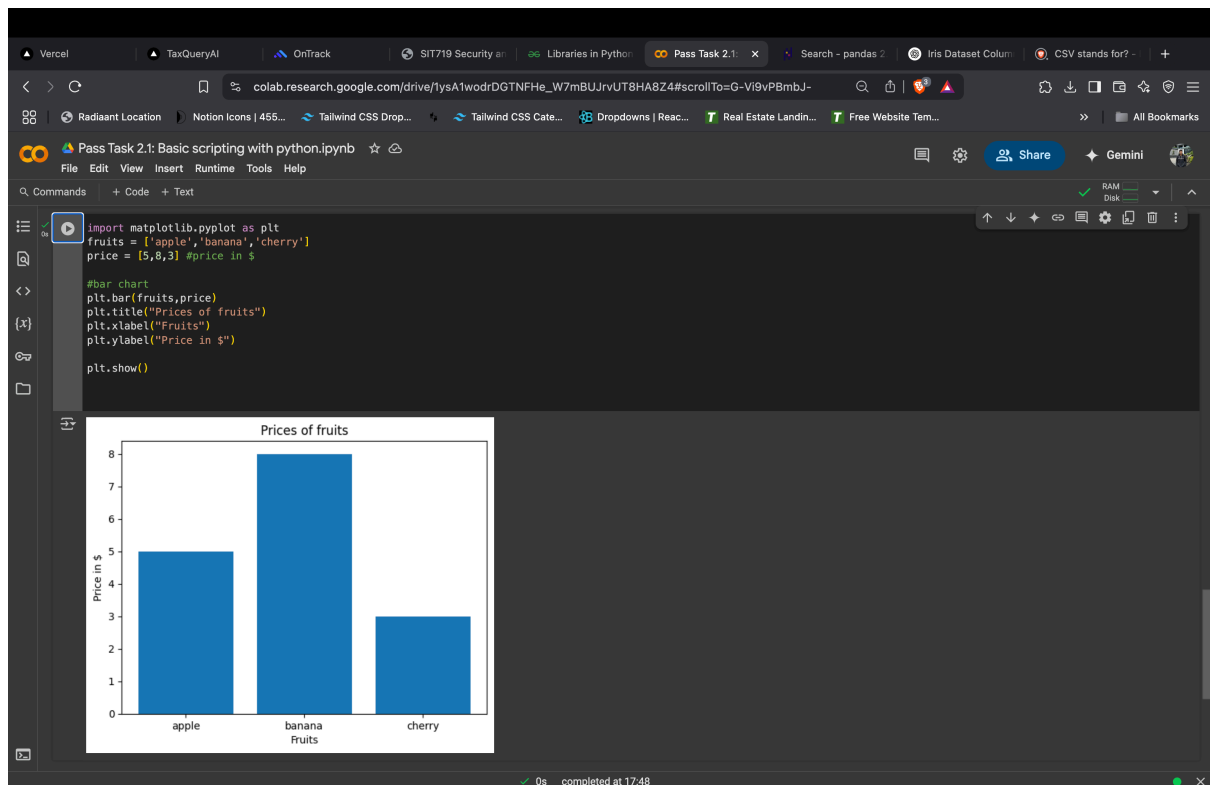 Vercel
TaxQueryAI
OnTrack
SIT719 Security an
Libraries in Python
Pass Task 2.1:
Search - pandas 2
Iris Dataset Colum
CSV stands for? -
colab.research.google.com/drive/1ysA1wodrDGTNFHe_W7mBUJrvUT8HA8Z4#scrollTo=G-Vi9vPBmbJ-
3
Radiaant Location
Notion Icons | 455...
Tailwind CSS Drop...
Tailwind CSS Cate...
Dropdowns | Reac...
Real Estate Landin...
Free Website Tem...
All Bookmarks
Pass Task 2.1: Basic scripting with python.ipynb
Share
Gemini
File Edit View Insert Runtime Tools Help
Commands + Code + Text
RAM
Disk
0s
import matplotlib.pyplot as plt
fruits = ['apple','banana','cherry']
price = [5,8,3] #price in $
#bar chart
plt.bar(fruits,price)
plt.title("Prices of fruits")
plt.xlabel("Fruits")
plt.ylabel("Price in $")
plt.show()
{x}
Prices of fruits
8
7
6
5
4
3
2
1
0
Price in $
apple banana cherry
Fruits
0s completed at 17:48